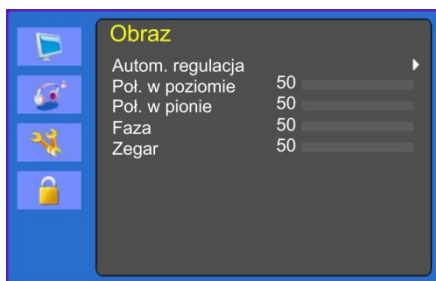 Obraz
Autom. regulacja
Poł. w poziomie 50
Poł. w pionie 50
Faza 50
Zegar 50